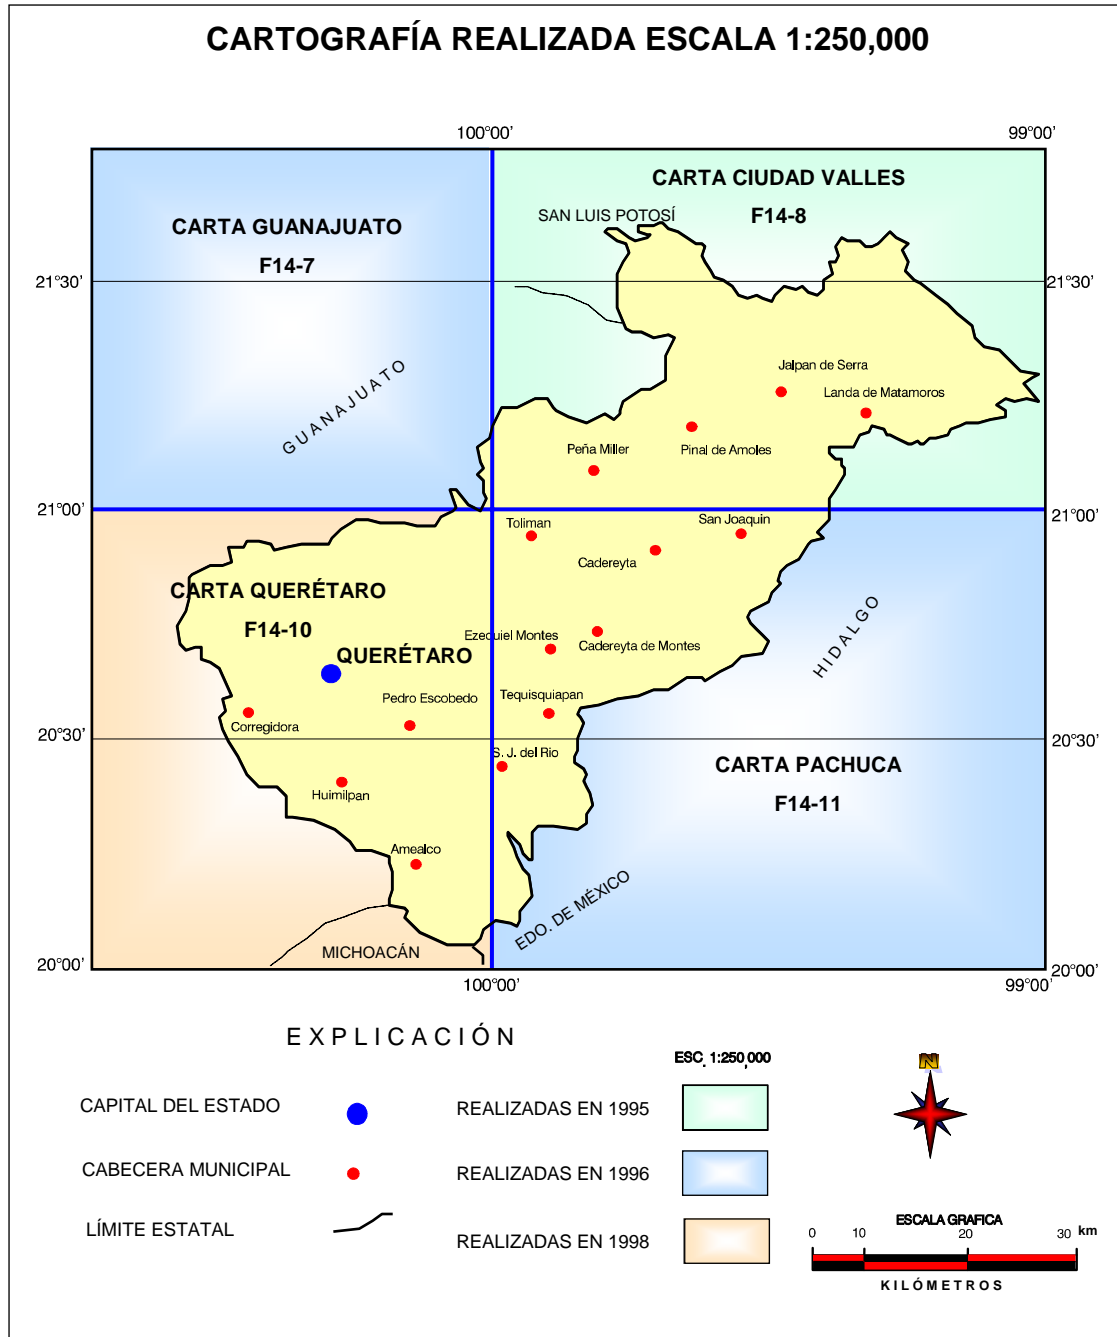 CARTOGRAFÍA REALIZADA ESCALA 1:250,000
100°00' 99°00'
CARTA CIUDAD VALLES
F14-8
SAN LUIS POTOSÍ
CARTA GUANAJUATO
F14-7
21°30' 21°30'
GUANAJUATO
Jalpan de Serra
Landa de Matamoros
Peña Miller
Pinal de Amoles
21°00' 21°00'
Toliman
San Joaquin
Cadereyta
CARTA QUERÉTARO
F14-10
HIDALGO
Ezequiel Montes
Cadereyta de Montes
QUERÉTARO
Pedro Escobedo
Tequisquiapan
Corregidora
20°30' 20°30'
S. J. del Rio
CARTA PACHUCA
F14-11
Huimilpan
Amealco
EDO. DE MÉXICO
MICHOACÁN
20°00' 20°00'
100°00' 99°00'
EXPLICACIÓN
ESC. 1:250,000
N
CAPITAL DEL ESTADO
REALIZADAS EN 1995
CABECERA MUNICIPAL
REALIZADAS EN 1996
LÍMITE ESTATAL
REALIZADAS EN 1998
ESCALA GRAFICA
0 10 20 30 km
KILÓMETROS